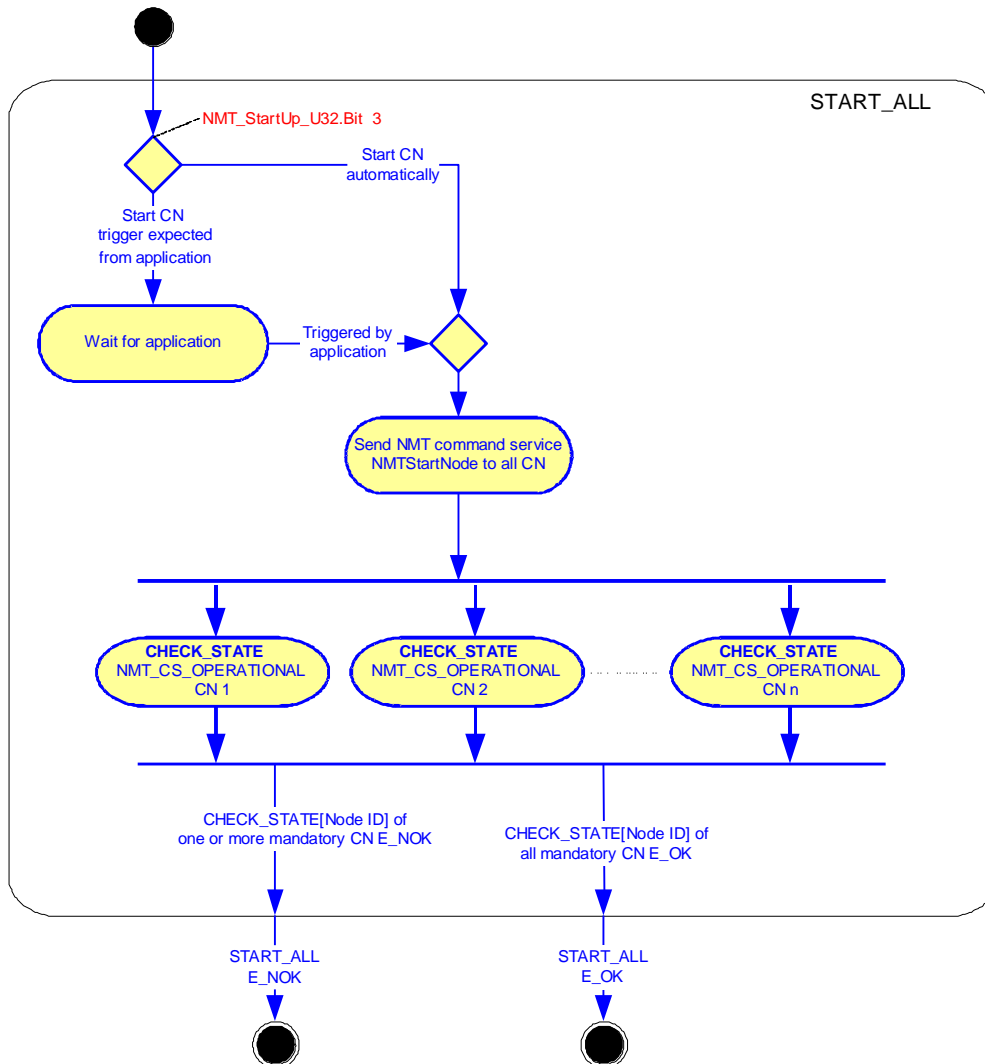 START_ALL
NMT_StartUp_U32.Bit 3
Start CN
automatically
Start CN
trigger expected
from application
Wait for application
Triggered by
application
Send NMT command service
NMTStartNode to all CN
CHECK_STATE
NMT_CS_OPERATIONAL
CN 1
CHECK_STATE
NMT_CS_OPERATIONAL
CN 2
CHECK_STATE
NMT_CS_OPERATIONAL
CN n
CHECK_STATE[Node ID] of
one or more mandatory CN E_NOK
CHECK_STATE[Node ID] of
all mandatory CN E_OK
START_ALL
E_NOK
START_ALL
E_OK